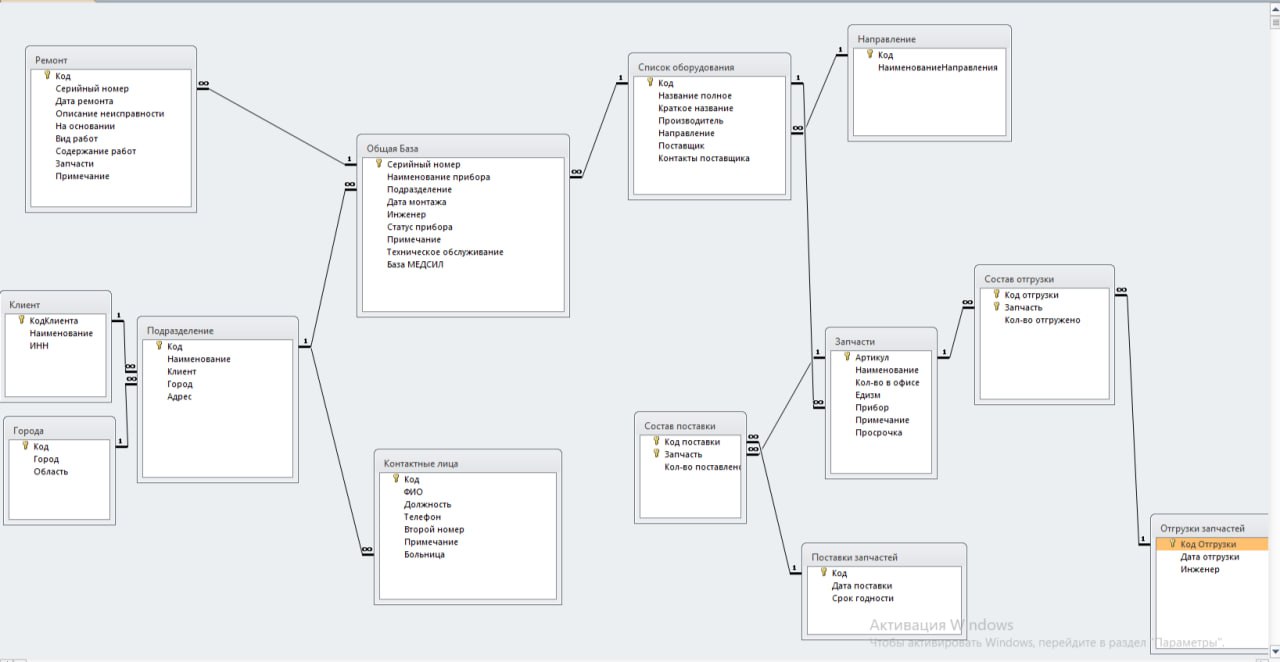 Ремонт
Код
Серийный номер
Дата ремонта
Описание неисправности
На основании
Вид работ
Содержание работ
Запчасти
Примечание
∞
1
Общая База
Серийный номер
Наименование прибора
Подразделение
Дата монтажа
Инженер
Статус прибора
Примечание
Техническое обслуживание
База МЕДСИЛ
∞
∞
1
Список оборудования
Код
Название полное
Краткое название
Производитель
Направление
Поставщик
Контакты поставщика
1
∞
1
Направление
Код
НаименованиеНаправления
Клиент
КодКлиента
Наименование
ИНН
1
∞
∞
Подразделение
Код
Наименование
Клиент
Город
Адрес
1
Города
Код
Город
Область
1
Контактные лица
Код
ФИО
Должность
Телефон
Второй номер
Примечание
Больница
∞
Состав поставки
Код поставки
Запчасть
Кол-во поставлено
∞
∞
Запчасти
Артикул
Наименование
Кол-во в офисе
Едизм
Прибор
Примечание
Просрочка
1
∞
1
∞
Состав отгрузки
Код отгрузки
Запчасть
Кол-во отгружено
∞
Поставки запчастей
Код
Дата поставки
Срок годности
1
1
Отгрузки запчастей
Код Отгрузки
Дата отгрузки
Инженер
Активация Windows
Чтобы активировать Windows, перейдите в раздел "Параметры".